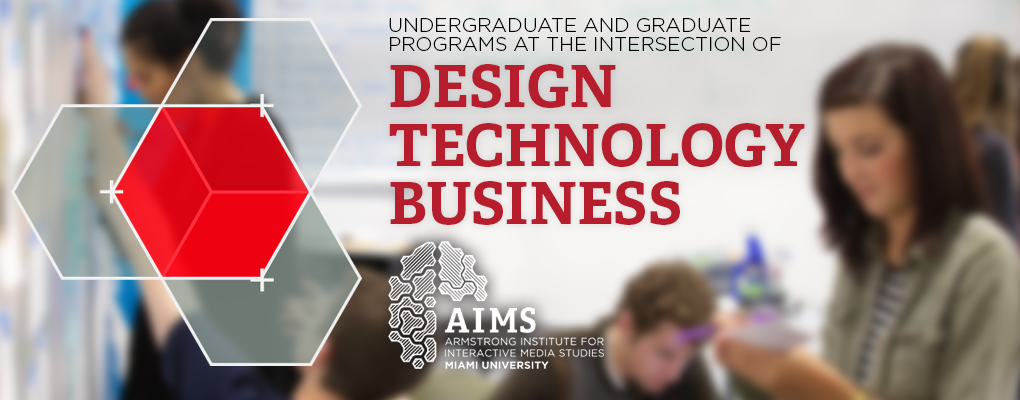 UNDERGRADUATE AND GRADUATE
PROGRAMS AT THE INTERSECTION OF
DESIGN
TECHNOLOGY
BUSINESS
AIMS
ARMSTRONG INSTITUTE FOR
INTERACTIVE MEDIA STUDIES
MIAMI UNIVERSITY